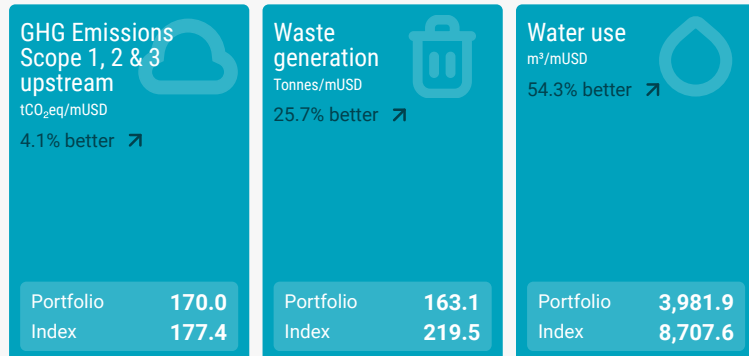 GHG Emissions
Scope 1, 2 & 3
upstream
tCO₂eq/mUSD
4.1% better
Portfolio 170.0
Index 177.4
Waste
generation
Tonnes/mUSD
25.7% better
Portfolio 163.1
Index 219.5
Water use
m³/mUSD
54.3% better
Portfolio 3,981.9
Index 8,707.6